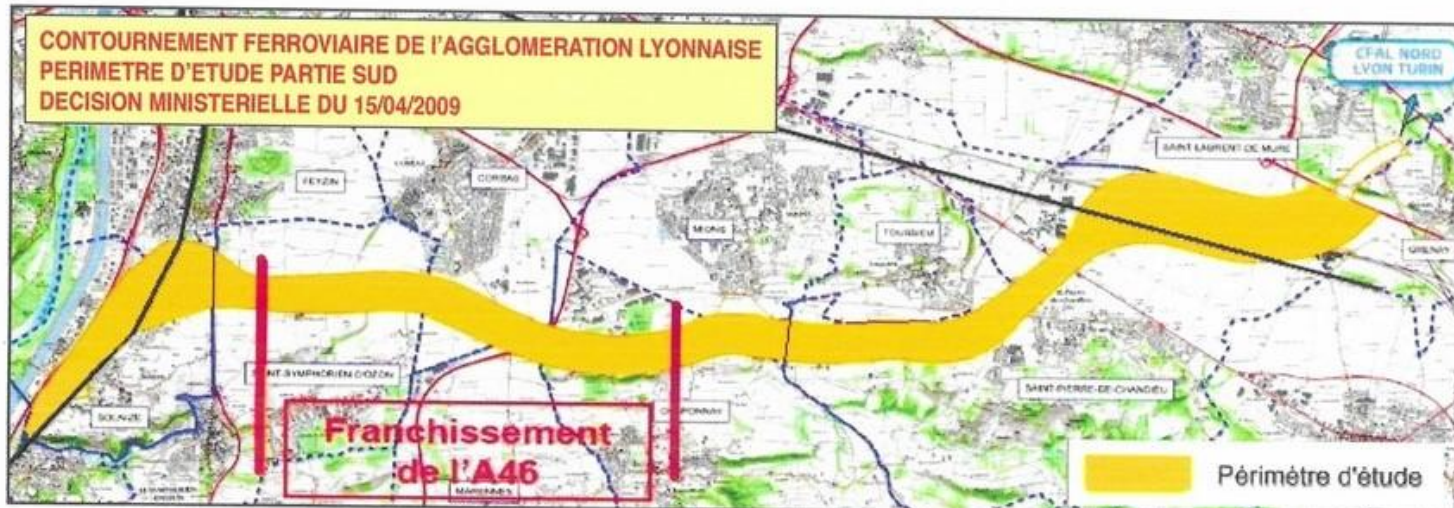 CONTOURNEMENT FERROVIAIRE DE l'AGGLOMERATION LYONNAISE
PERIMETRE D'ETUDE PARTIE SUD
DECISION MINISTERIELLE DU 15/04/2009
CFAL NORD
LYON TURIN
SAINT LAURENT DE MURE
FEYZIN
CORBAS
MIONS
TOUSSIEU
GRENAY
SAINT-SYMPHORIEN D'OZON
CHAPONNAY
SAINT-PIERRE-DE-CHANDIEU
SOLAIZE
Franchissement
de l'A46
MARENNES
Périmétre d'étude